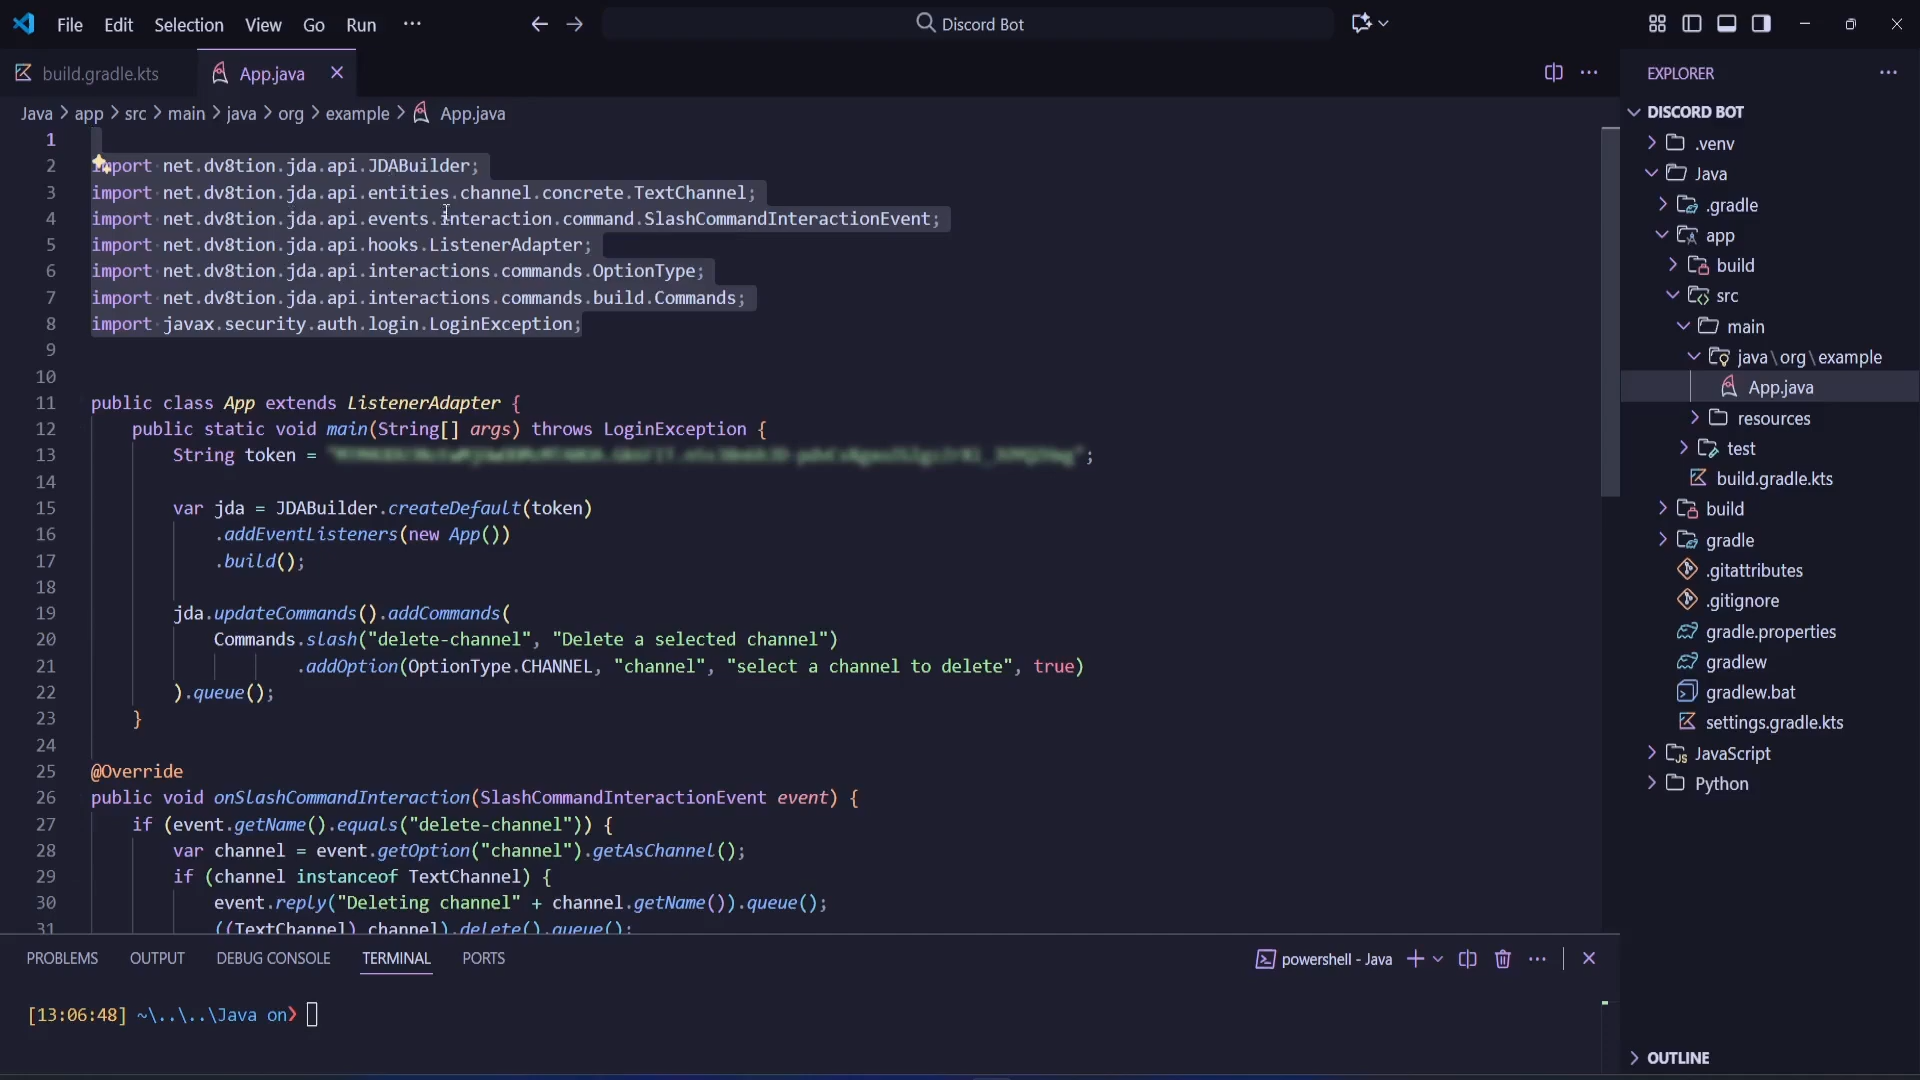 File Edit Selection View Go Run ··· Discord Bot
build.gradle.kts App.java
Java > app > src > main > java > org > example > App.java
1
2 import net.dv8tion.jda.api.JDABuilder;
3 import net.dv8tion.jda.api.entities.channel.concrete.TextChannel;
4 import net.dv8tion.jda.api.events.interaction.command.SlashCommandInteractionEvent;
5 import net.dv8tion.jda.api.hooks.ListenerAdapter;
6 import net.dv8tion.jda.api.interactions.commands.OptionType;
7 import net.dv8tion.jda.api.interactions.commands.build.Commands;
8 import javax.security.auth.login.LoginException;
9
10
11 public class App extends ListenerAdapter {
12 public static void main(String[] args) throws LoginException {
13 String token = "";
14
15 var jda = JDABuilder.createDefault(token)
16 .addEventListeners(new App())
17 .build();
18
19 jda.updateCommands().addCommands(
20 Commands.slash("delete-channel", "Delete a selected channel")
21 .addOption(OptionType.CHANNEL, "channel", "select a channel to delete", true)
22 ).queue();
23 }
24
25 @Override
26 public void onSlashCommandInteraction(SlashCommandInteractionEvent event) {
27 if (event.getName().equals("delete-channel")) {
28 var channel = event.getOption("channel").getAsChannel();
29 if (channel instanceof TextChannel) {
30 event.reply("Deleting channel" + channel.getName()).queue();
31 ((TextChannel) channel).delete().queue();
PROBLEMS OUTPUT DEBUG CONSOLE TERMINAL PORTS
powershell - Java
[13:06:48] ~\..\..\Java on❯
EXPLORER
DISCORD BOT
.venv
Java
.gradle
app
build
src
main
java\org\example
App.java
resources
test
build.gradle.kts
build
gradle
.gitattributes
.gitignore
gradle.properties
gradlew
gradlew.bat
settings.gradle.kts
JavaScript
Python
OUTLINE